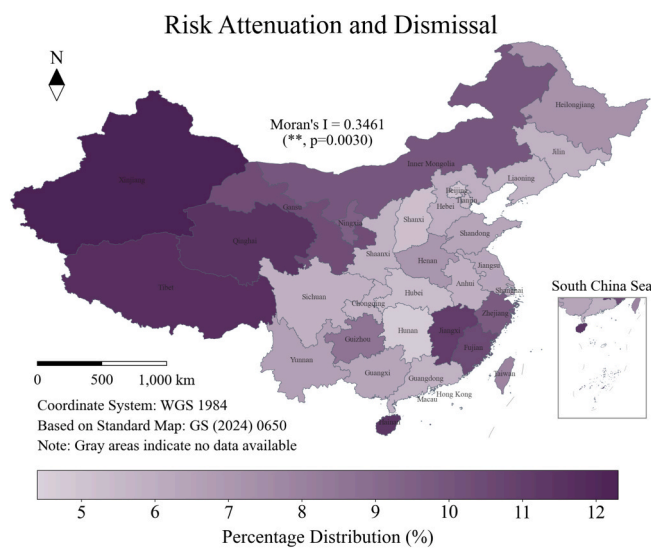 Risk Attenuation and Dismissal
N
Moran's I = 0.3461
(**, p=0.0030)
Heilongjiang
Jilin
Inner Mongolia
Liaoning
Xinjiang
Beijing
Tianjin
Hebei
Gansu
Ningxia
Shanxi
Shandong
Qinghai
Shaanxi
Henan
Jiangsu
Tibet
Anhui
Shanghai
South China Sea
Sichuan
Chongqing
Hubei
Zhejiang
Hunan
Jiangxi
Guizhou
Fujian
Yunnan
Guangxi
Guangdong
Taiwan
Hong Kong
Macau
Hainan
0 500 1,000 km
Coordinate System: WGS 1984
Based on Standard Map: GS (2024) 0650
Note: Gray areas indicate no data available
5 6 7 8 9 10 11 12
Percentage Distribution (%)